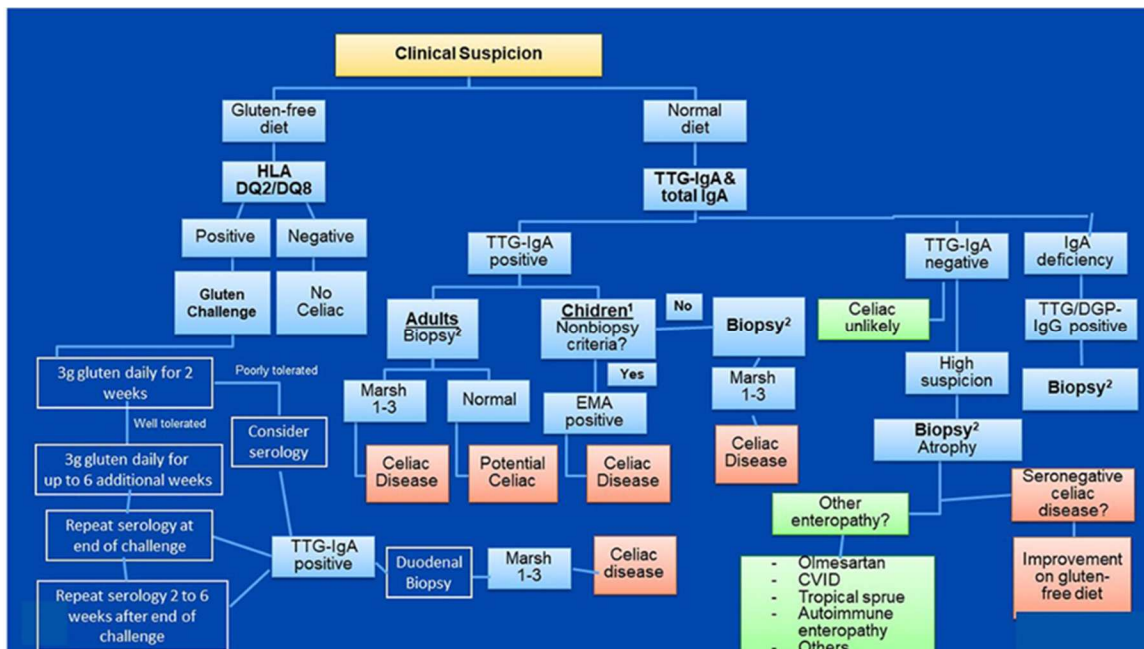 Clinical Suspicion
Gluten-free
diet
Normal
diet
HLA
DQ2/DQ8
TTG-IgA &
total IgA
Positive
Negative
TTG-IgA
positive
TTG-IgA
negative
IgA
deficiency
Gluten
Challenge
No
Celiac
Adults
Biopsy²
Chidren¹
Nonbiopsy
criteria?
No
Biopsy²
Celiac
unlikely
TTG/DGP-
IgG positive
3g gluten daily for 2
weeks
Poorly tolerated
Marsh
1-3
Normal
Yes
EMA
positive
Marsh
1-3
High
suspicion
Biopsy²
Well tolerated
Consider
serology
Biopsy²
Atrophy
3g gluten daily for
up to 6 additional weeks
Celiac
Disease
Potential
Celiac
Celiac
Disease
Celiac
Disease
Seronegative
celiac
disease?
Other
enteropathy?
Repeat serology at
end of challenge
TTG-IgA
positive
Duodenal
Biopsy
Marsh
1-3
Celiac
disease
Improvement
on gluten-
free diet
Repeat serology 2 to 6
weeks after end of
challenge
- Olmesartan
- CVID
- Tropical sprue
- Autoimmune
enteropathy
- Others